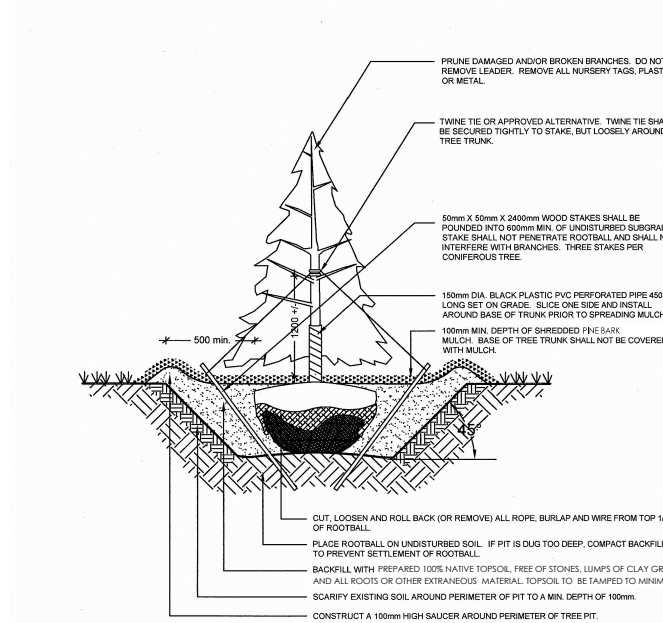 PRUNE DAMAGED AND/OR BROKEN BRANCHES. DO NOT
REMOVE LEADER. REMOVE ALL NURSERY TAGS, PLAST
OR METAL.
TWINE TIE OR APPROVED ALTERNATIVE. TWINE TIE SHA
BE SECURED TIGHTLY TO STAKE, BUT LOOSELY AROUND
TREE TRUNK.
50mm X 50mm X 2400mm WOOD STAKES SHALL BE
POUNDED INTO 600mm MIN. OF UNDISTURBED SUBGRA
STAKE SHALL NOT PENETRATE ROOTBALL AND SHALL N
INTERFERE WITH BRANCHES. THREE STAKES PER
CONIFEROUS TREE.
150mm DIA. BLACK PLASTIC PVC PERFORATED PIPE 450
LONG SET ON GRADE. SLICE ONE SIDE AND INSTALL
AROUND BASE OF TRUNK PRIOR TO SPREADING MULCH
100mm MIN. DEPTH OF SHREDDED PINE BARK
MULCH. BASE OF TREE TRUNK SHALL NOT BE COVERE
WITH MULCH.
1200 +/-
500 min.
45°
CUT, LOOSEN AND ROLL BACK (OR REMOVE) ALL ROPE, BURLAP AND WIRE FROM TOP 1/
OF ROOTBALL.
PLACE ROOTBALL ON UNDISTURBED SOIL. IF PIT IS DUG TOO DEEP, COMPACT BACKFILL
TO PREVENT SETTLEMENT OF ROOTBALL.
BACKFILL WITH PREPARED 100% NATIVE TOPSOIL, FREE OF STONES, LUMPS OF CLAY GR
AND ALL ROOTS OR OTHER EXTRANEOUS MATERIAL. TOPSOIL TO BE TAMPED TO MINIM
SCARIFY EXISTING SOIL AROUND PERIMETER OF PIT TO A MIN. DEPTH OF 100mm.
CONSTRUCT A 100mm HIGH SAUCER AROUND PERIMETER OF TREE PIT.